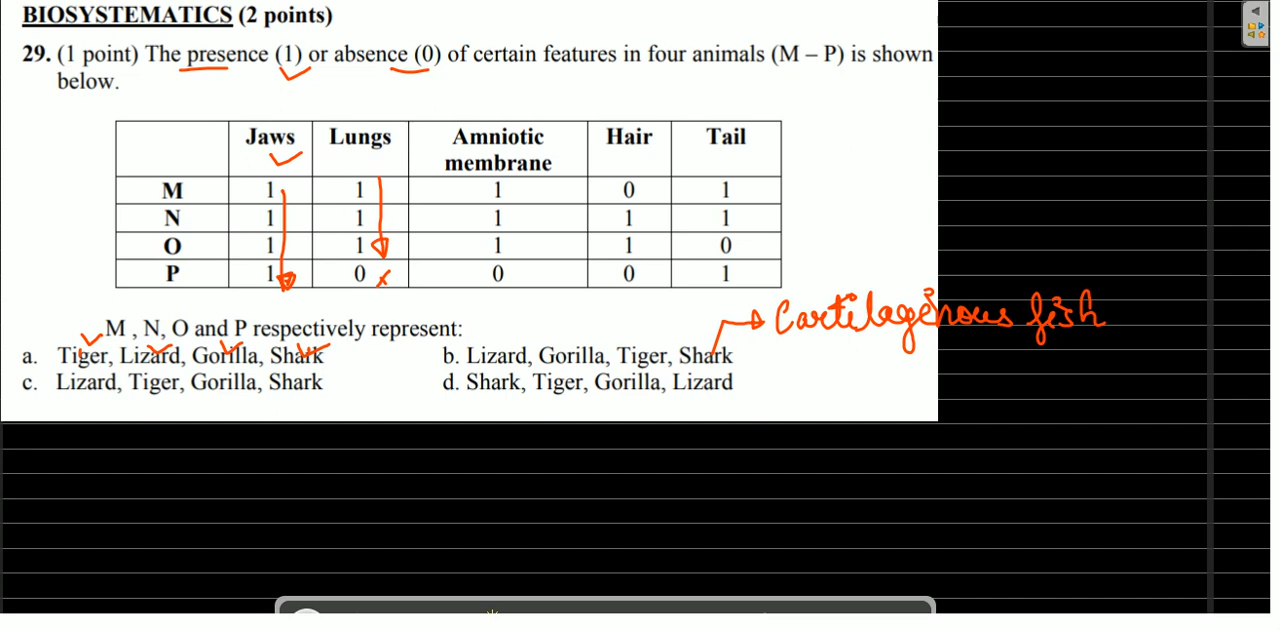 BIOSYSTEMATICS (2 points)
29. (1 point) The presence (1) or absence (0) of certain features in four animals (M – P) is shown
below.
Jaws Lungs Amniotic membrane Hair Tail
M 1 1 1 0 1
N 1 1 1 1 1
O 1 1 1 1 0
P 1 0 0 0 1
Cartilagenous fish
M , N, O and P respectively represent:
a. Tiger, Lizard, Gorilla, Shark b. Lizard, Gorilla, Tiger, Shark
c. Lizard, Tiger, Gorilla, Shark d. Shark, Tiger, Gorilla, Lizard